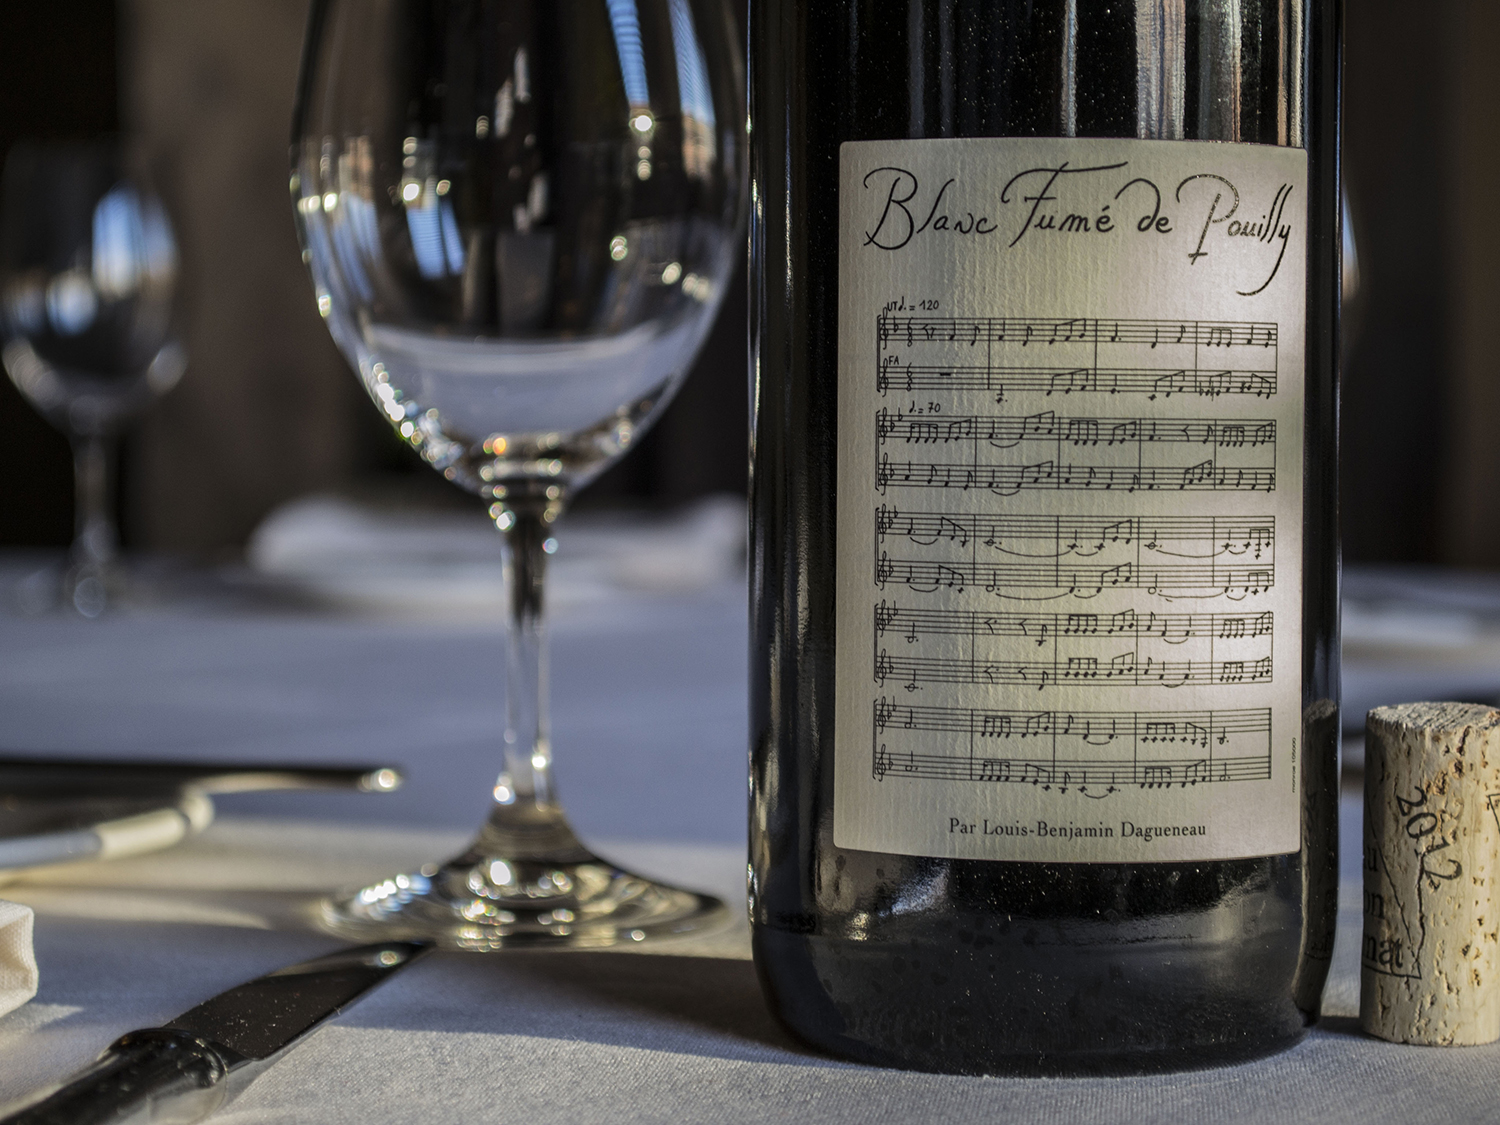 Blanc Fumé de Pouilly
UT ♩. = 120
FA
♩. = 70
Par Louis-Benjamin Dagueneau
2012